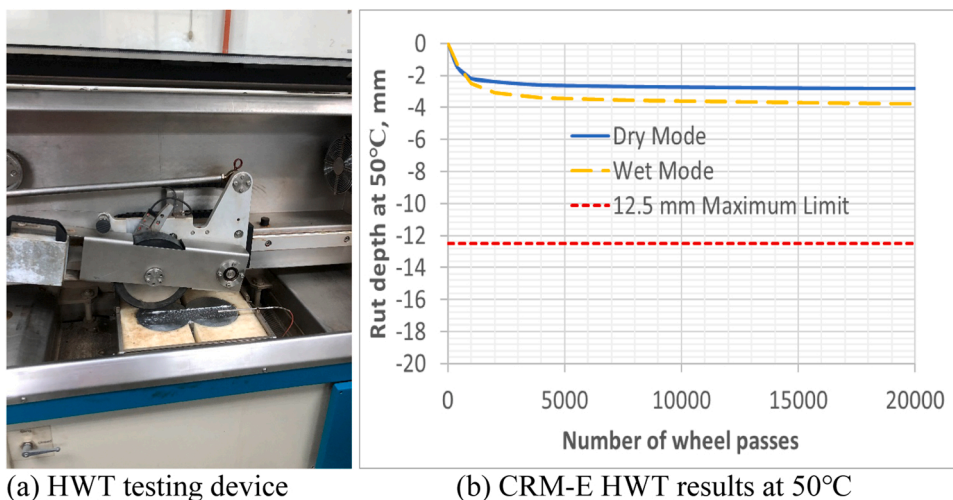 0
-2
-4
-6
-8
-10
-12
-14
-16
-18
-20
Rut depth at 50°C, mm
Dry Mode
Wet Mode
12.5 mm Maximum Limit
0 5000 10000 15000 20000
Number of wheel passes
(a) HWT testing device
(b) CRM-E HWT results at 50°C